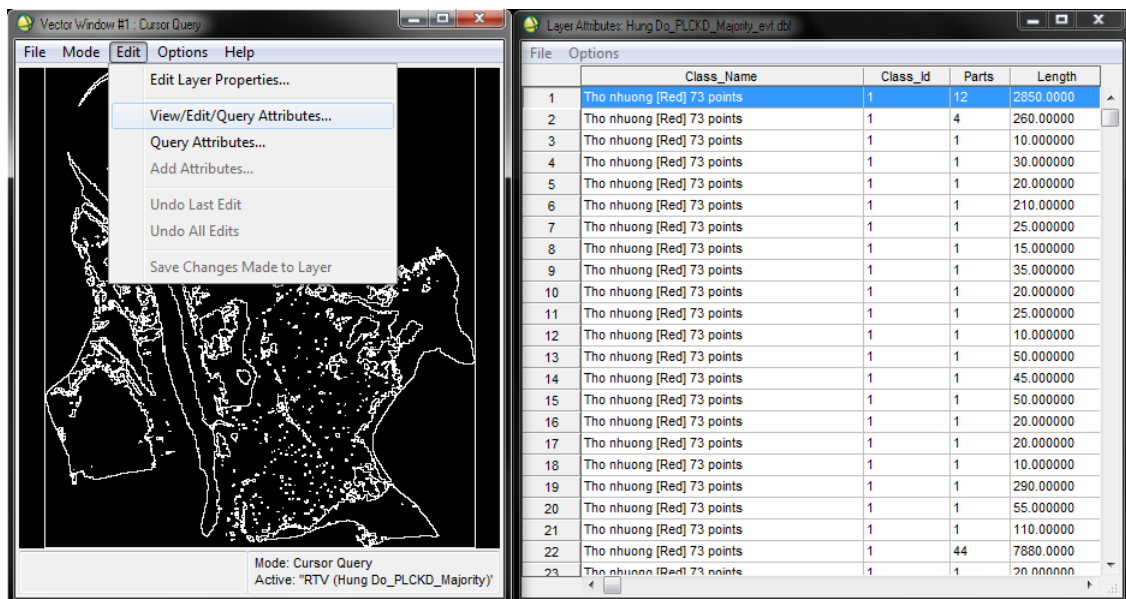 Vector Window #1 : Cursor Query
File Mode Edit Options Help
Edit Layer Properties...
View/Edit/Query Attributes...
Query Attributes...
Add Attributes...
Undo Last Edit
Undo All Edits
Save Changes Made to Layer
Mode: Cursor Query
Active: "RTV (Hung Do_PLCKD_Majority)"
Layer Attributes: Hung Do_PLCKD_Majority_evf.dbf
File Options
Class_Name Class_Id Parts Length
1 Tho nhuong [Red] 73 points 1 12 2850.0000
2 Tho nhuong [Red] 73 points 1 4 260.00000
3 Tho nhuong [Red] 73 points 1 1 10.000000
4 Tho nhuong [Red] 73 points 1 1 30.000000
5 Tho nhuong [Red] 73 points 1 1 20.000000
6 Tho nhuong [Red] 73 points 1 1 210.00000
7 Tho nhuong [Red] 73 points 1 1 25.000000
8 Tho nhuong [Red] 73 points 1 1 15.000000
9 Tho nhuong [Red] 73 points 1 1 35.000000
10 Tho nhuong [Red] 73 points 1 1 20.000000
11 Tho nhuong [Red] 73 points 1 1 25.000000
12 Tho nhuong [Red] 73 points 1 1 10.000000
13 Tho nhuong [Red] 73 points 1 1 50.000000
14 Tho nhuong [Red] 73 points 1 1 45.000000
15 Tho nhuong [Red] 73 points 1 1 50.000000
16 Tho nhuong [Red] 73 points 1 1 20.000000
17 Tho nhuong [Red] 73 points 1 1 20.000000
18 Tho nhuong [Red] 73 points 1 1 10.000000
19 Tho nhuong [Red] 73 points 1 1 290.00000
20 Tho nhuong [Red] 73 points 1 1 55.000000
21 Tho nhuong [Red] 73 points 1 1 110.00000
22 Tho nhuong [Red] 73 points 1 44 7880.0000
23 Tho nhuong [Red] 73 points 1 1 20.000000